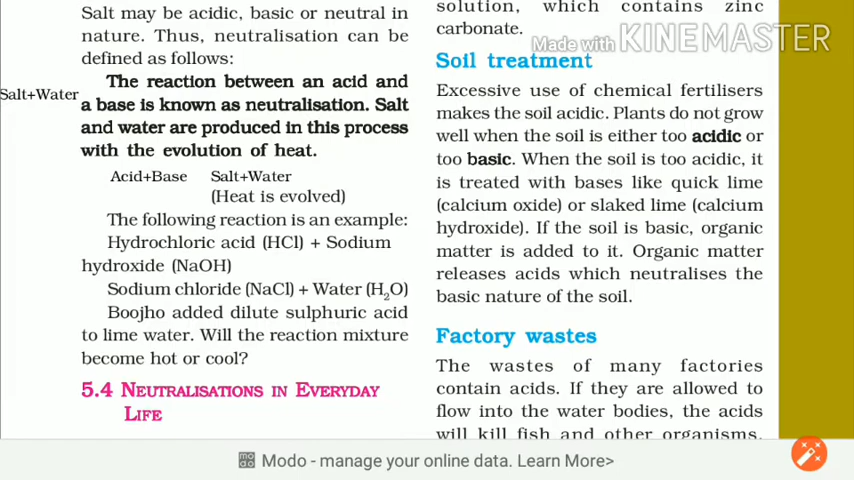 Salt may be acidic, basic or neutral in
nature. Thus, neutralisation can be
defined as follows:
The reaction between an acid and
a base is known as neutralisation. Salt
and water are produced in this process
with the evolution of heat.
Salt+Water
Acid+Base Salt+Water
(Heat is evolved)
The following reaction is an example:
Hydrochloric acid (HCl) + Sodium
hydroxide (NaOH)
Sodium chloride (NaCl) + Water (H₂O)
Boojho added dilute sulphuric acid
to lime water. Will the reaction mixture
become hot or cool?
5.4 NEUTRALISATIONS IN EVERYDAY
LIFE
solution, which contains zinc
carbonate.
Made with KINEMASTER
Soil treatment
Excessive use of chemical fertilisers
makes the soil acidic. Plants do not grow
well when the soil is either too acidic or
too basic. When the soil is too acidic, it
is treated with bases like quick lime
(calcium oxide) or slaked lime (calcium
hydroxide). If the soil is basic, organic
matter is added to it. Organic matter
releases acids which neutralises the
basic nature of the soil.
Factory wastes
The wastes of many factories
contain acids. If they are allowed to
flow into the water bodies, the acids
will kill fish and other organisms.
Modo - manage your online data. Learn More>